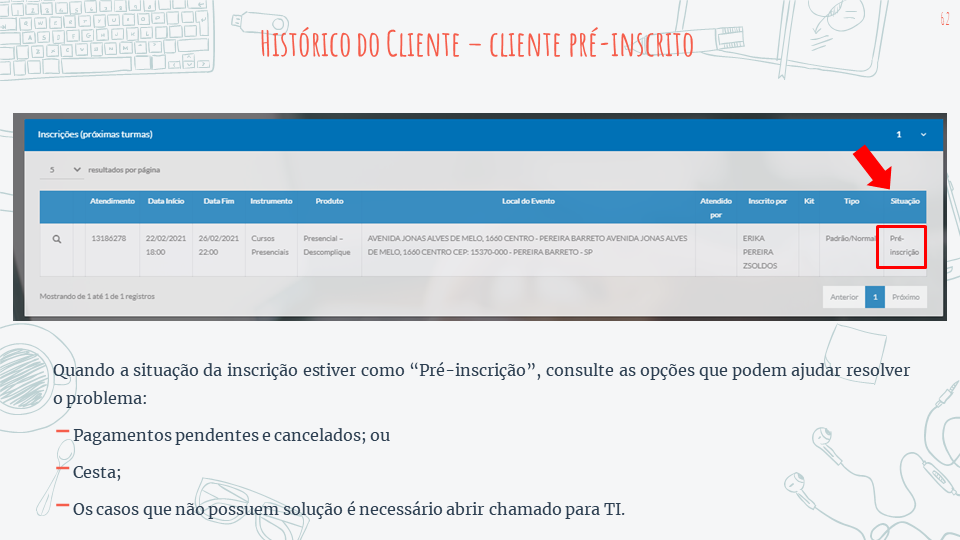 62
Histórico do Cliente – cliente pré-inscrito
Inscrições (próximas turmas) 1
5 resultados por página
Atendimento Data Início Data Fim Instrumento Produto Local do Evento Atendido por Inscrito por Kit Tipo Situação
13186278 22/02/2021 26/02/2021 Cursos Presencial – AVENIDA JONAS ALVES DE MELO, 1660 CENTRO - PEREIRA BARRETO AVENIDA JONAS ALVES ERIKA Padrão/Normal Pré-
18:00 22:00 Presenciais Descomplique DE MELO, 1660 CENTRO CEP: 15370-000 - PEREIRA BARRETO - SP PEREIRA inscrição
ZSOLDOS
Mostrando de 1 até 1 de 1 registros Anterior 1 Próximo
Quando a situação da inscrição estiver como “Pré-inscrição”, consulte as opções que podem ajudar resolver
o problema:
– Pagamentos pendentes e cancelados; ou
– Cesta;
– Os casos que não possuem solução é necessário abrir chamado para TI.